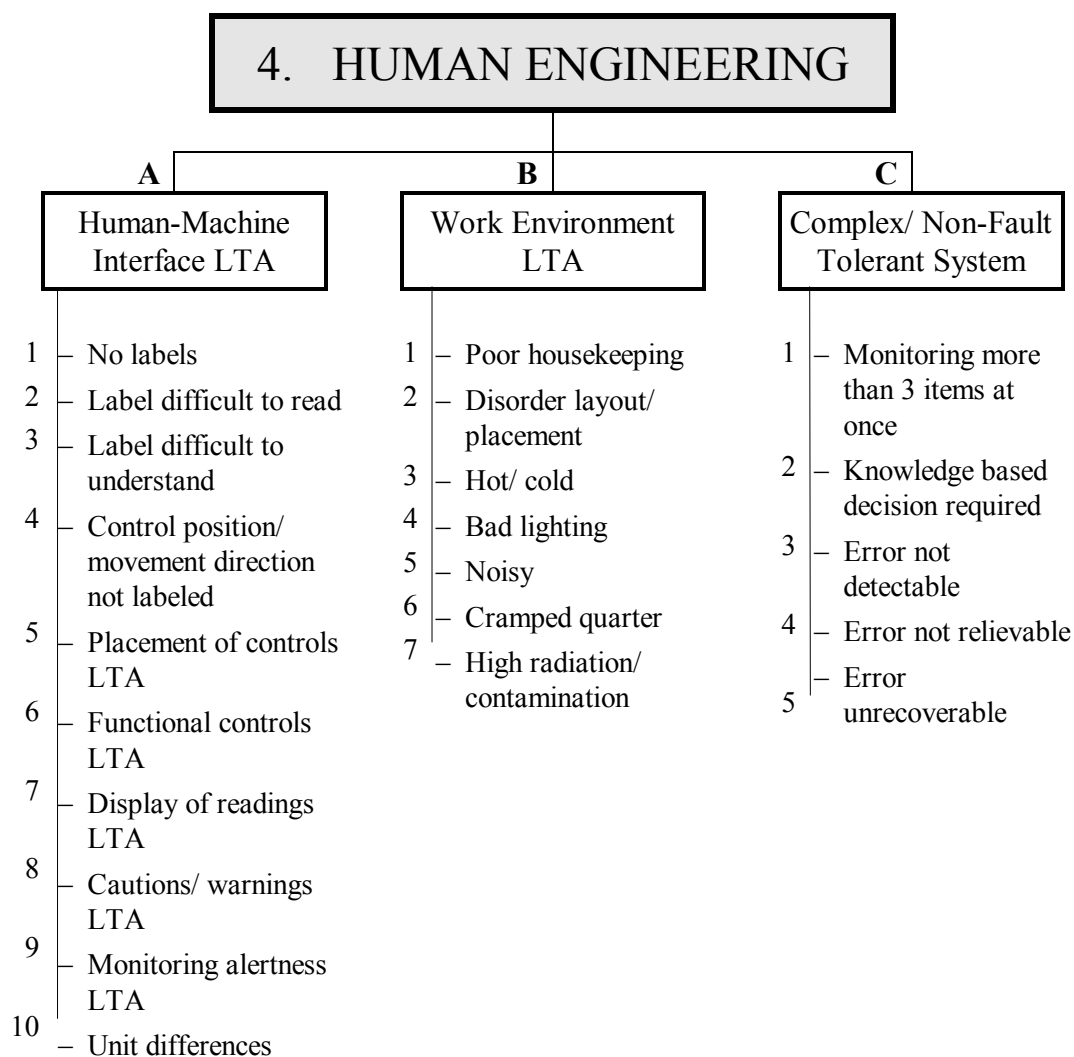 4. HUMAN ENGINEERING
A
Human-Machine
Interface LTA
1 – No labels
2 – Label difficult to read
3 – Label difficult to
understand
4 – Control position/
movement direction
not labeled
5 – Placement of controls
LTA
6 – Functional controls
LTA
7 – Display of readings
LTA
8 – Cautions/ warnings
LTA
9 – Monitoring alertness
LTA
10 – Unit differences
B
Work Environment
LTA
1 – Poor housekeeping
2 – Disorder layout/
placement
3 – Hot/ cold
4 – Bad lighting
5 – Noisy
6 – Cramped quarter
7 – High radiation/
contamination
C
Complex/ Non-Fault
Tolerant System
1 – Monitoring more
than 3 items at
once
2 – Knowledge based
decision required
3 – Error not
detectable
4 – Error not relievable
5 – Error
unrecoverable